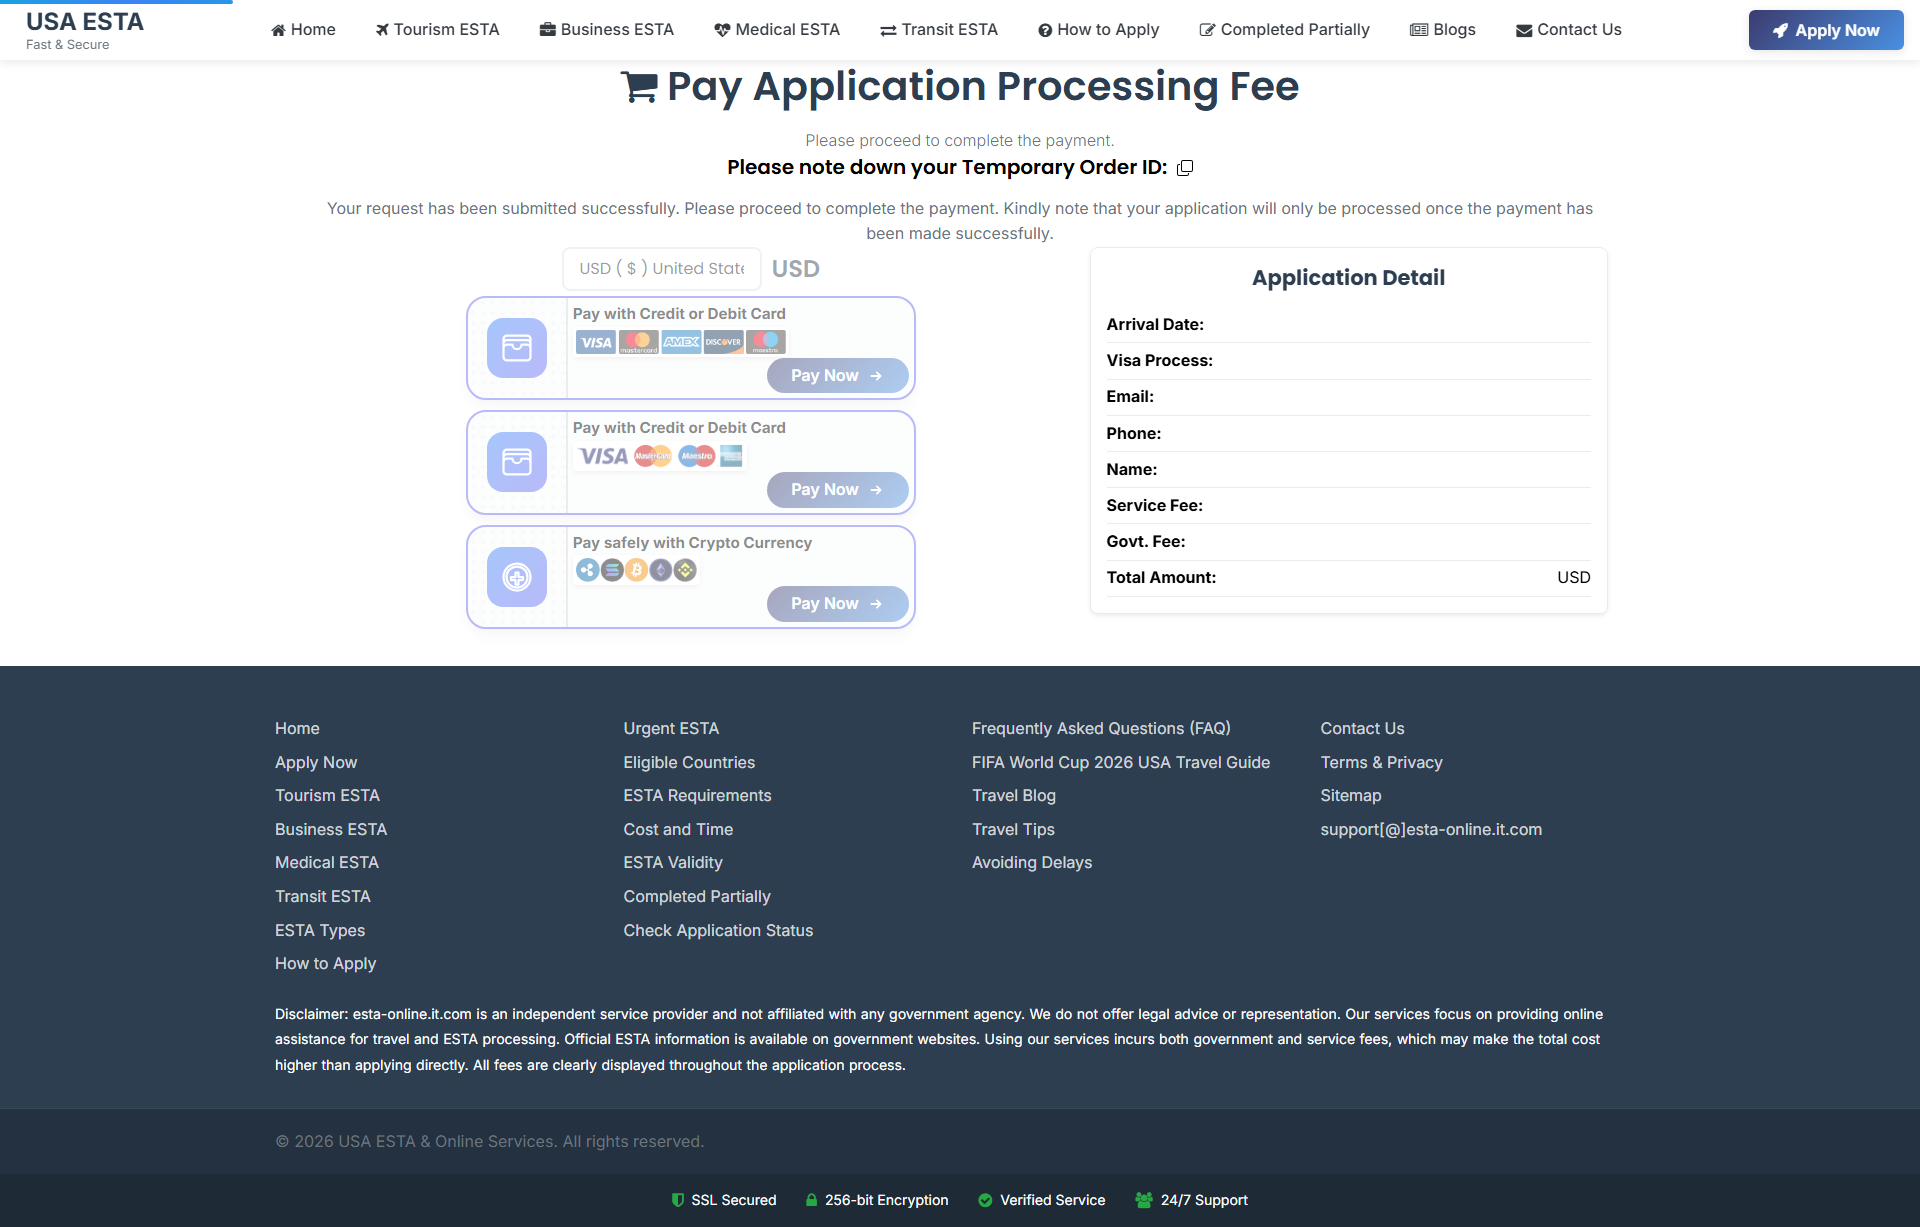 USA ESTA
Fast & Secure
Home
Tourism ESTA
Business ESTA
Medical ESTA
Transit ESTA
How to Apply
Completed Partially
Blogs
Contact Us
Apply Now
Pay Application Processing Fee
Please proceed to complete the payment.
Please note down your Temporary Order ID:
Your request has been submitted successfully. Please proceed to complete the payment. Kindly note that your application will only be processed once the payment has
been made successfully.
USD ( $ ) United State
USD
Pay with Credit or Debit Card
VISA mastercard AMEX DISCOVER maestro
Pay Now
Pay with Credit or Debit Card
VISA MasterCard Maestro
Pay Now
Pay safely with Crypto Currency
Pay Now
Application Detail
Arrival Date:
Visa Process:
Email:
Phone:
Name:
Service Fee:
Govt. Fee:
Total Amount: USD
Home
Apply Now
Tourism ESTA
Business ESTA
Medical ESTA
Transit ESTA
ESTA Types
How to Apply
Urgent ESTA
Eligible Countries
ESTA Requirements
Cost and Time
ESTA Validity
Completed Partially
Check Application Status
Frequently Asked Questions (FAQ)
FIFA World Cup 2026 USA Travel Guide
Travel Blog
Travel Tips
Avoiding Delays
Contact Us
Terms & Privacy
Sitemap
support[@]esta-online.it.com
Disclaimer: esta-online.it.com is an independent service provider and not affiliated with any government agency. We do not offer legal advice or representation. Our services focus on providing online
assistance for travel and ESTA processing. Official ESTA information is available on government websites. Using our services incurs both government and service fees, which may make the total cost
higher than applying directly. All fees are clearly displayed throughout the application process.
© 2026 USA ESTA & Online Services. All rights reserved.
SSL Secured
256-bit Encryption
Verified Service
24/7 Support